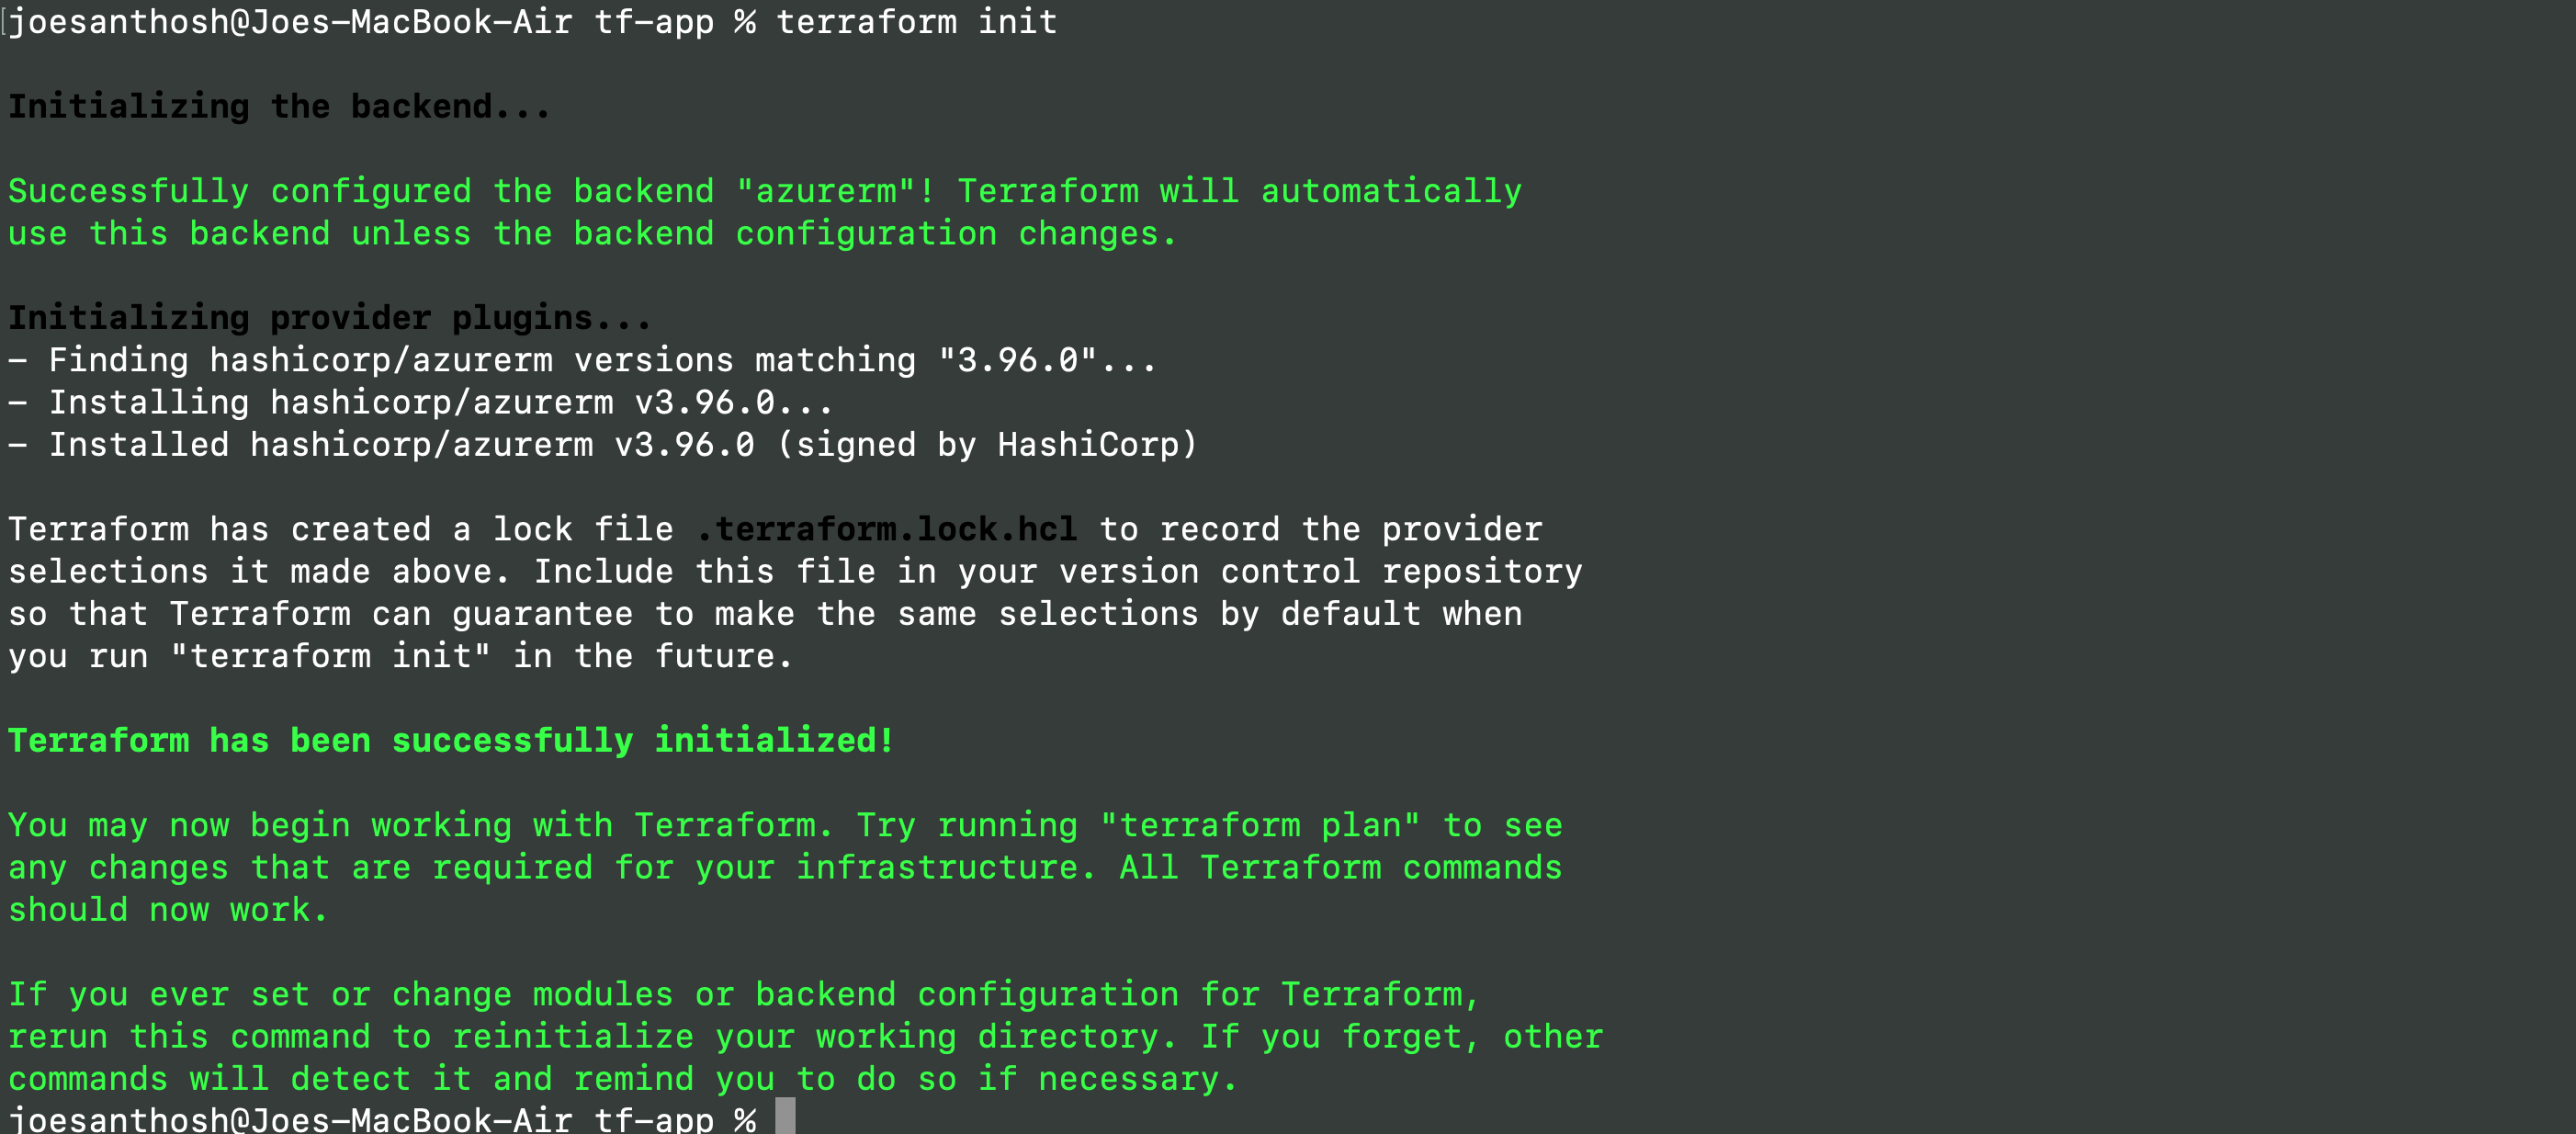 joesanthosh@Joes-MacBook-Air tf-app % terraform init
Initializing the backend...
Successfully configured the backend "azurerm"! Terraform will automatically
use this backend unless the backend configuration changes.
Initializing provider plugins...
- Finding hashicorp/azurerm versions matching "3.96.0"...
- Installing hashicorp/azurerm v3.96.0...
- Installed hashicorp/azurerm v3.96.0 (signed by HashiCorp)
Terraform has created a lock file .terraform.lock.hcl to record the provider
selections it made above. Include this file in your version control repository
so that Terraform can guarantee to make the same selections by default when
you run "terraform init" in the future.
Terraform has been successfully initialized!
You may now begin working with Terraform. Try running "terraform plan" to see
any changes that are required for your infrastructure. All Terraform commands
should now work.
If you ever set or change modules or backend configuration for Terraform,
rerun this command to reinitialize your working directory. If you forget, other
commands will detect it and remind you to do so if necessary.
joesanthosh@Joes-MacBook-Air tf-app %